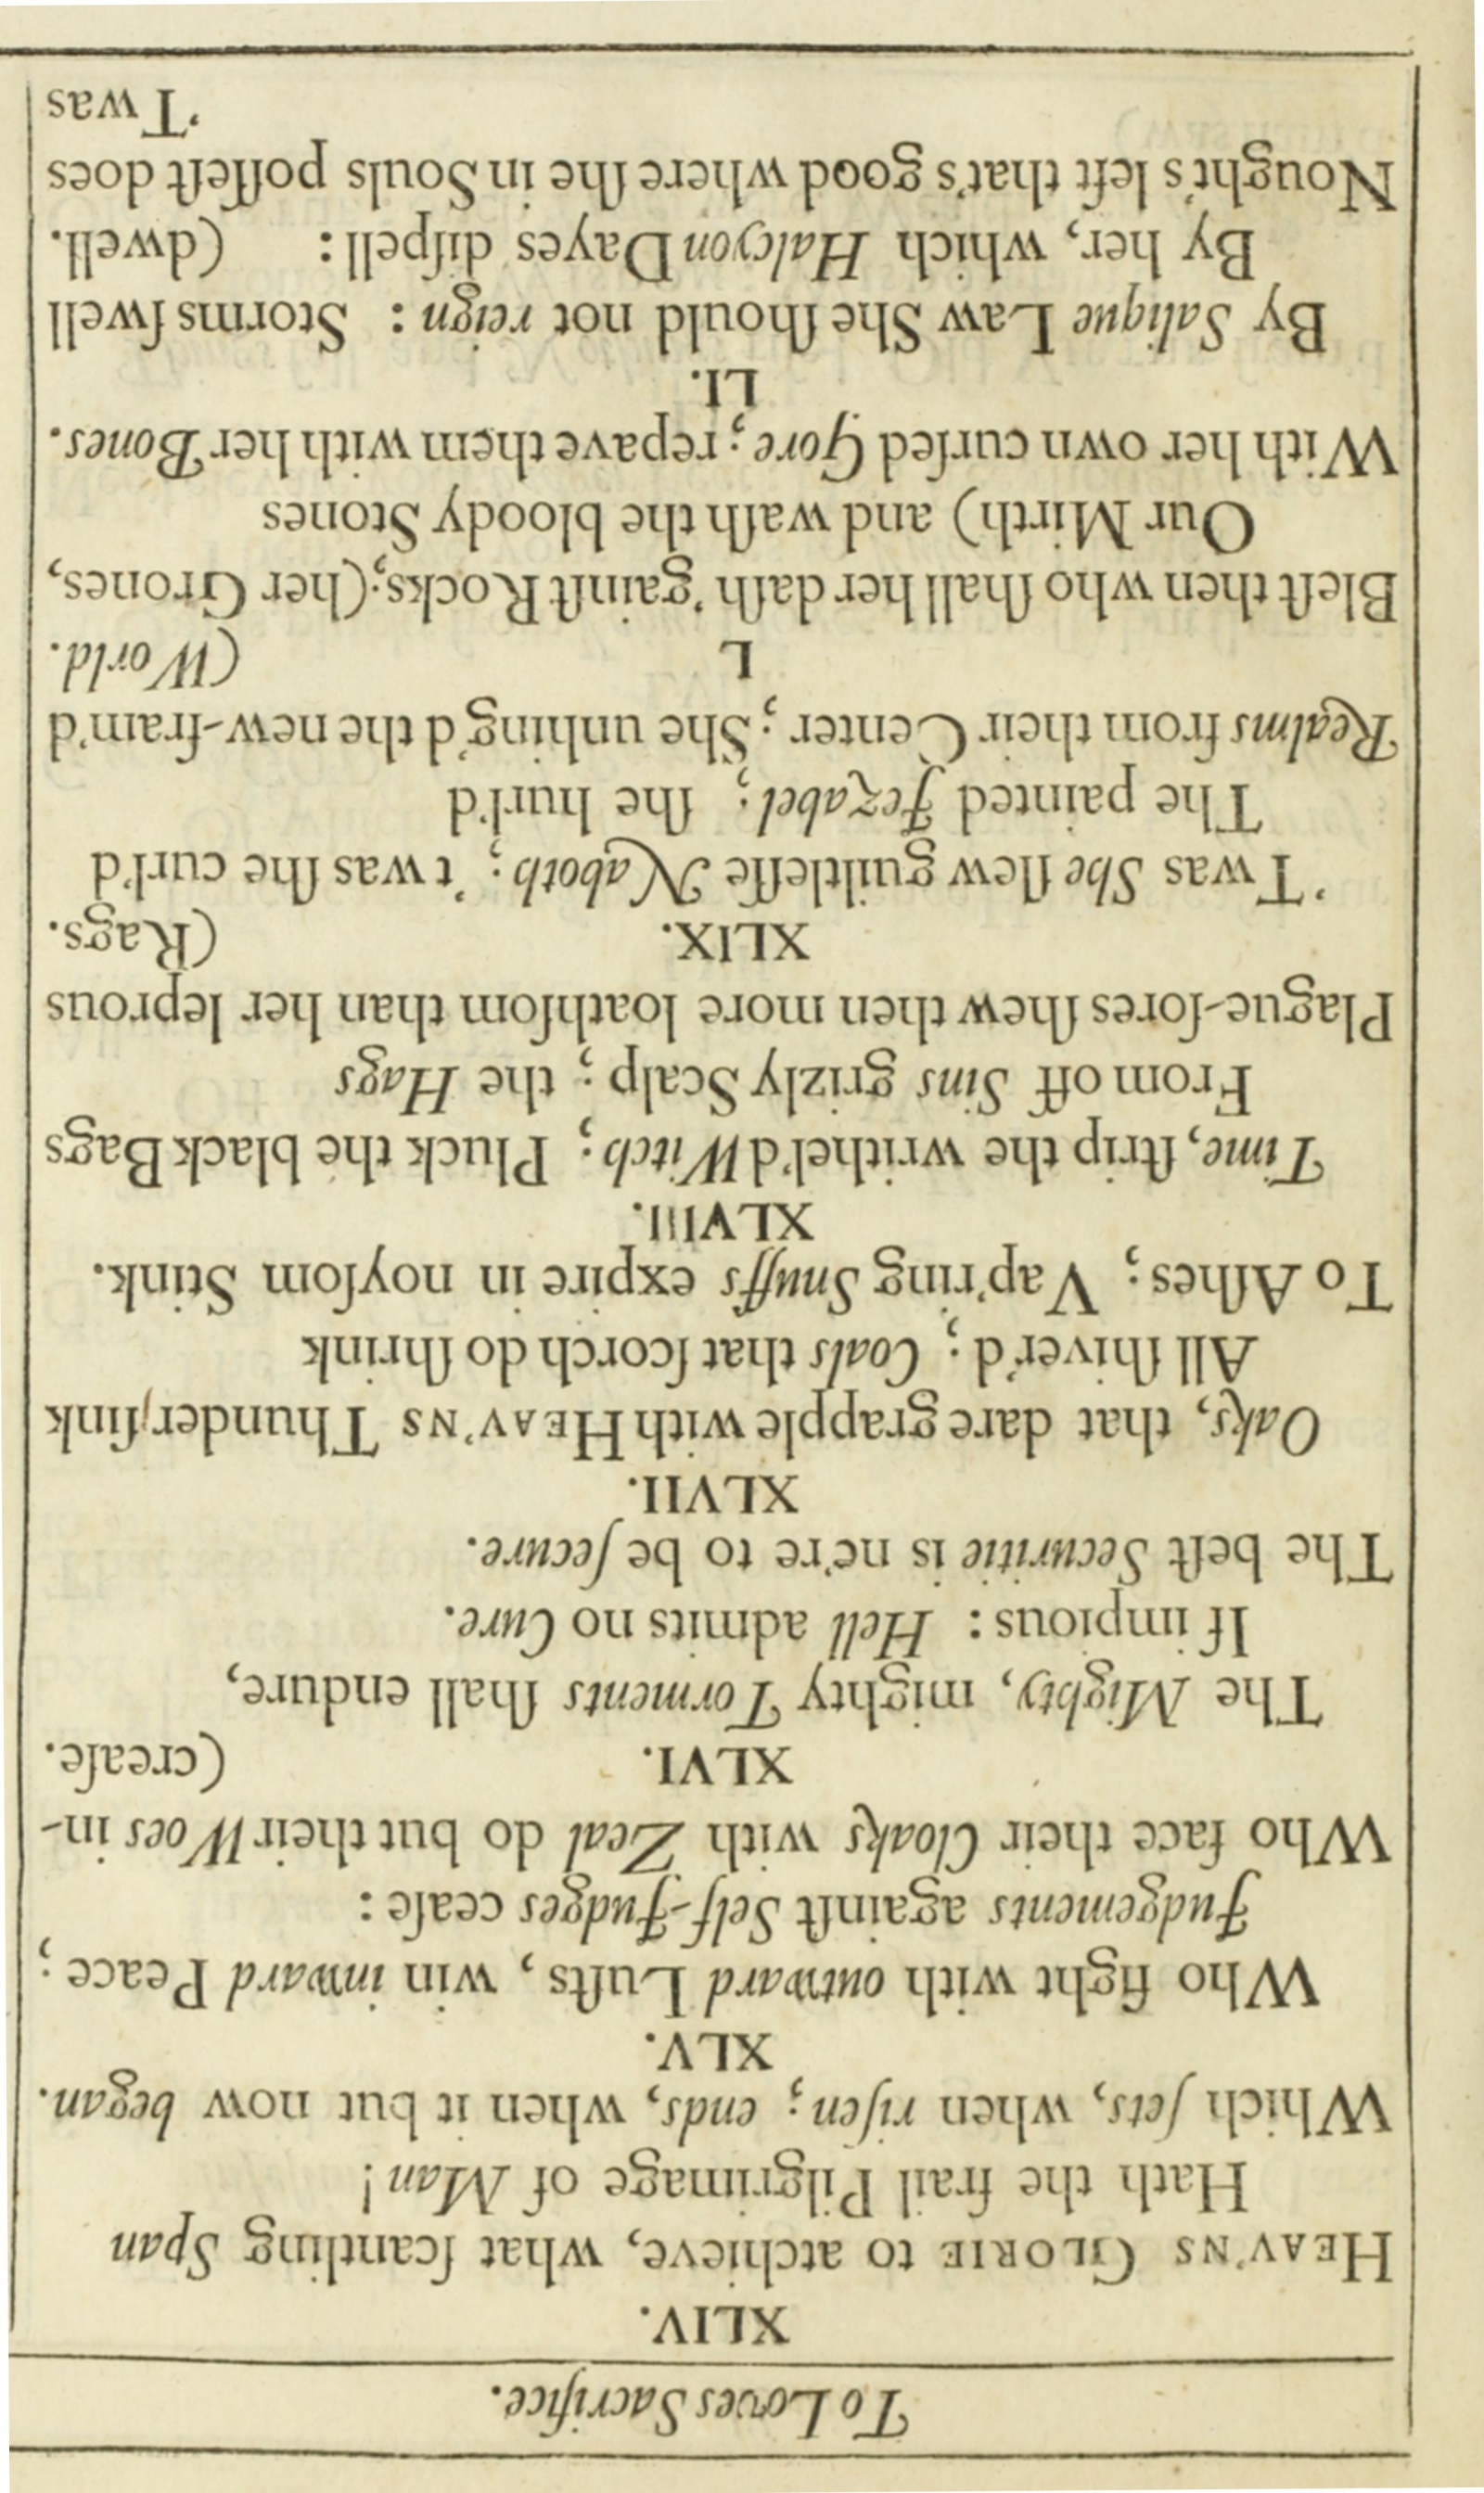 To Loves Sacrifice.
XLIV.
HEAV'NS GLORIE to atchieve, what ſcantling Span
Hath the frail Pilgrimage of Man!
Which ſets, when riſen; ends, when it but now began.
XLV.
Who fight with outward Luſts, win inward Peace;
Judgements againſt Self-Judges ceaſe:
Who face their Cloaks with Zeal do but their Woes in-
XLVI. (creaſe.
The Mighty, mighty Torments ſhall endure,
If impious: Hell admits no Cure.
The beſt Securitie is ne're to be ſecure.
XLVII.
Oaks, that dare grapple with HEAV'NS Thunder, ſink
All ſhiver'd; Coals that ſcorch do ſhrink
To Aſhes; Vap'ring Snuffs expire in noyſom Stink.
XLVIII.
Time, ſtrip the writhel'd Witch; Pluck the black Bags
From off Sins grizly Scalp; the Hags
Plague-ſores ſhew then more loathſom than her leprous
XLIX. (Rags.
'Twas She ſlew guiltleſſe Naboth; 'twas ſhe curl'd
The painted Jezabel; ſhe hurl'd
Realms from their Center; She unhing'd the new-fram'd
L (World.
Bleſt then who ſhall her daſh 'gainſt Rocks; (her Grones,
Our Mirth) and waſh the bloody Stones
With her own curſed Gore; repave them with her Bones.
LI.
By Salique Law She ſhould not reign: Storms ſwell
By her, which Halcyon Dayes diſpell: (dwell.
Nought's left that's good where ſhe in Souls poſſeſt does
'Twas